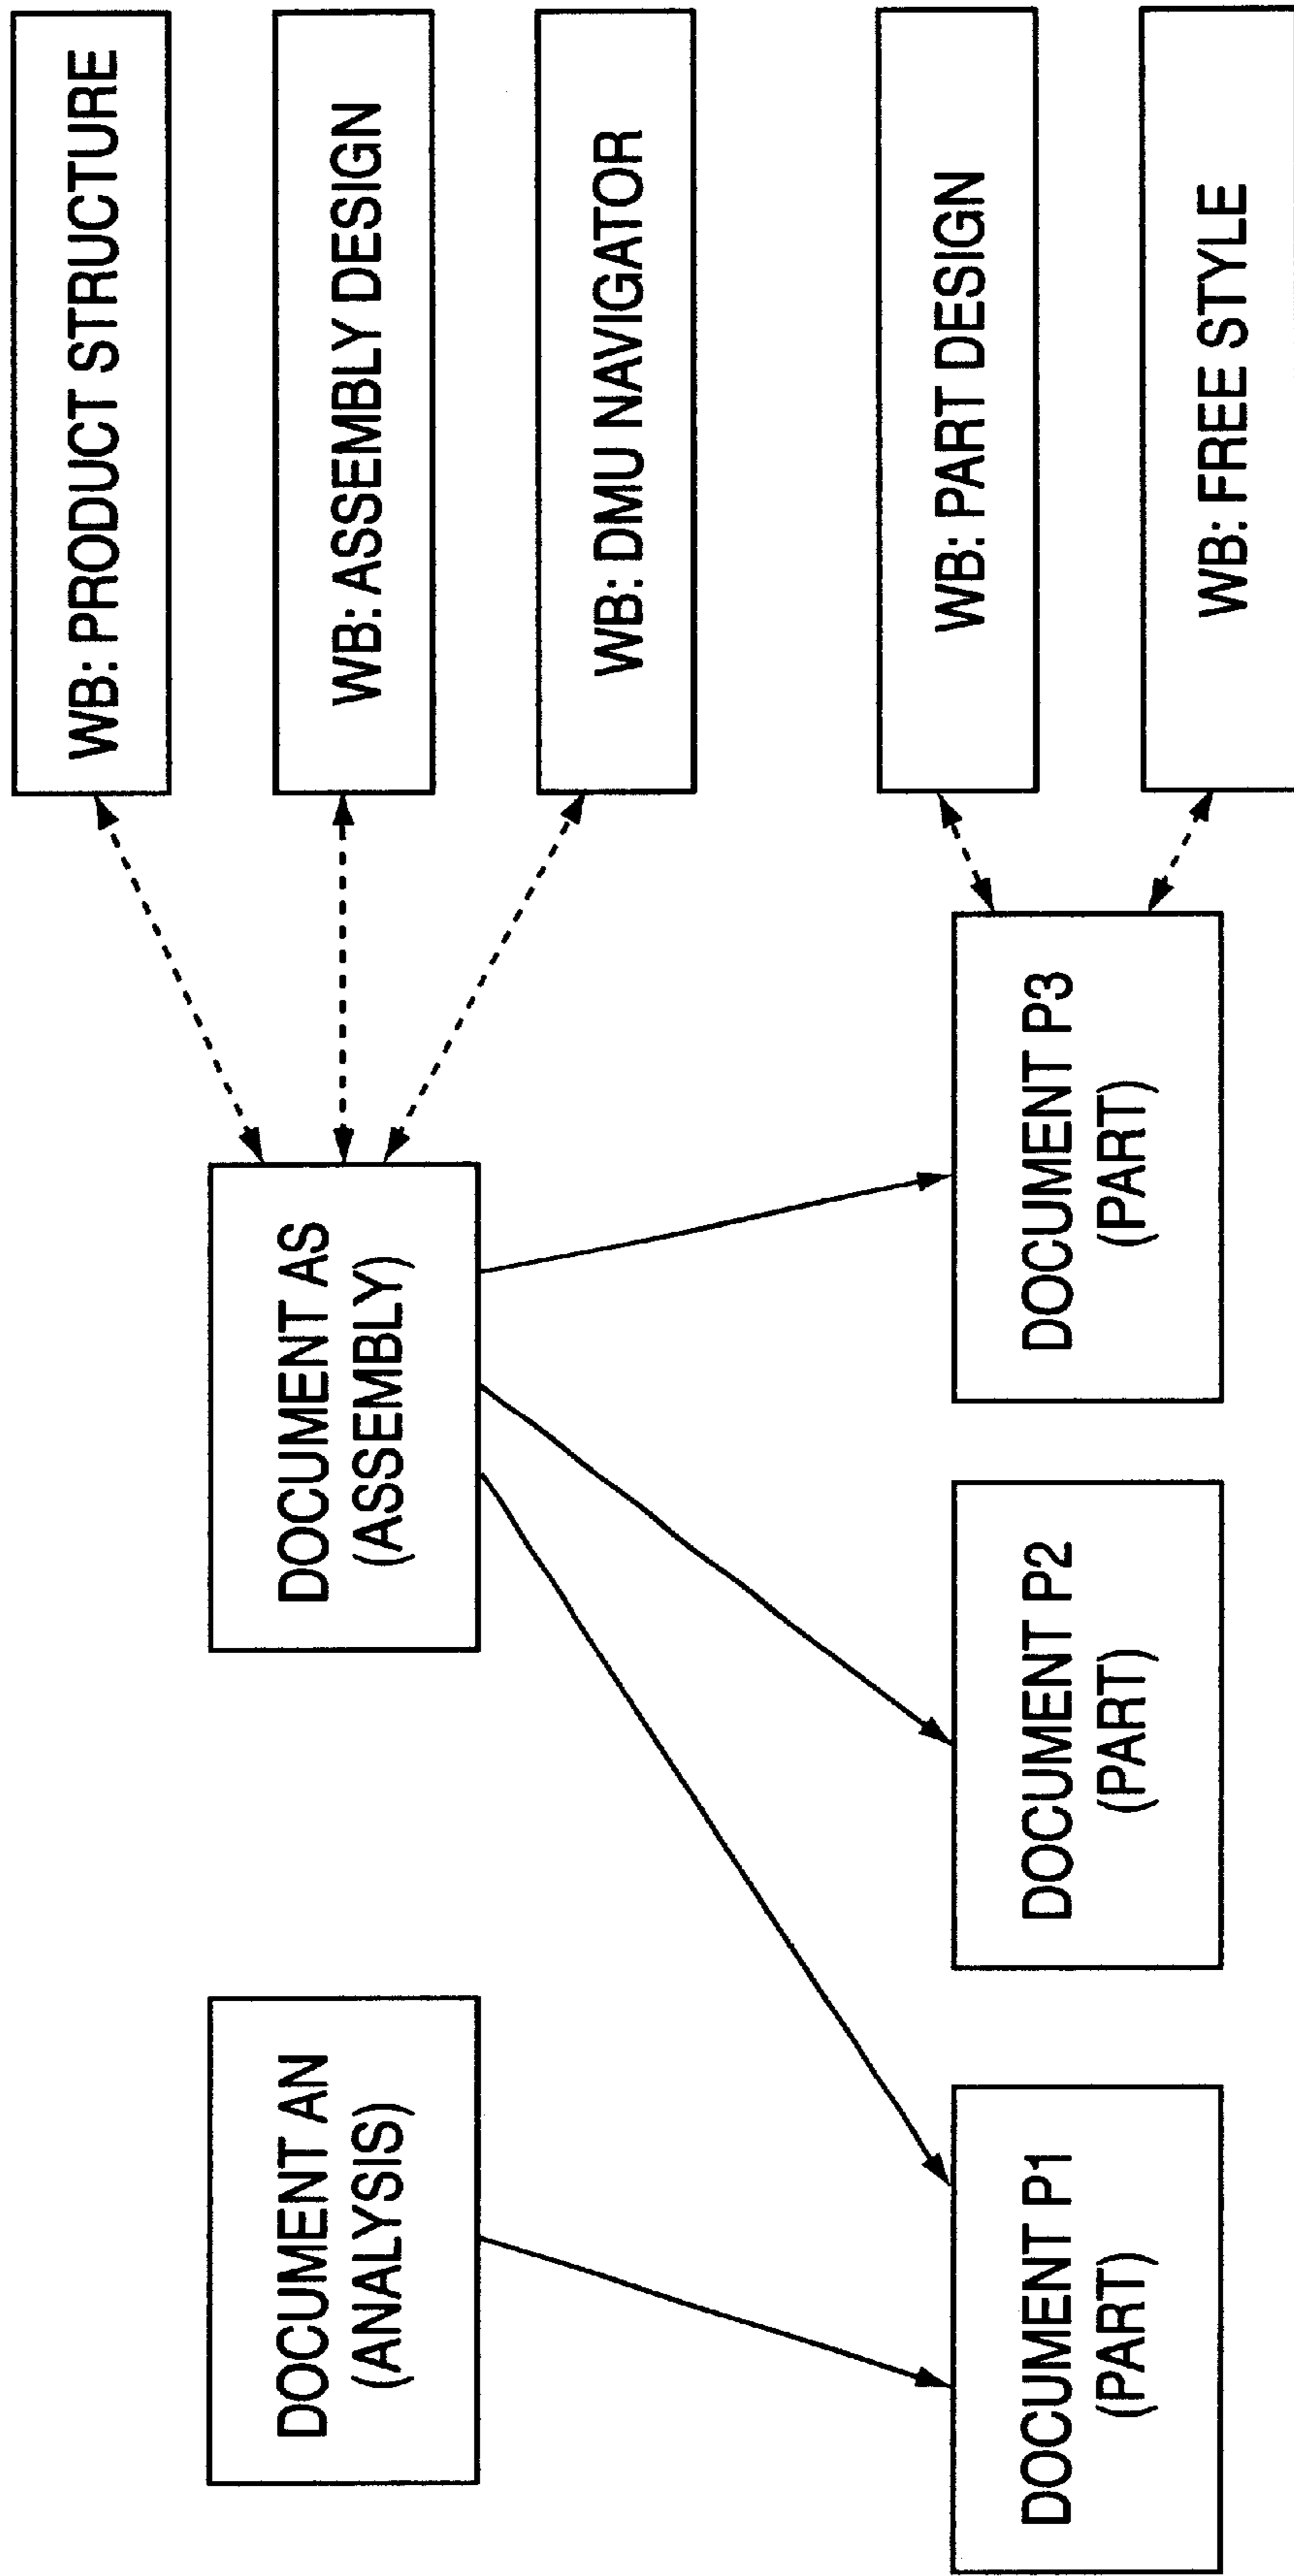 DOCUMENT AN
(ANALYSIS)
DOCUMENT AS
(ASSEMBLY)
WB: PRODUCT STRUCTURE
WB: ASSEMBLY DESIGN
WB: DMU NAVIGATOR
DOCUMENT P1
(PART)
DOCUMENT P2
(PART)
DOCUMENT P3
(PART)
WB: PART DESIGN
WB: FREE STYLE